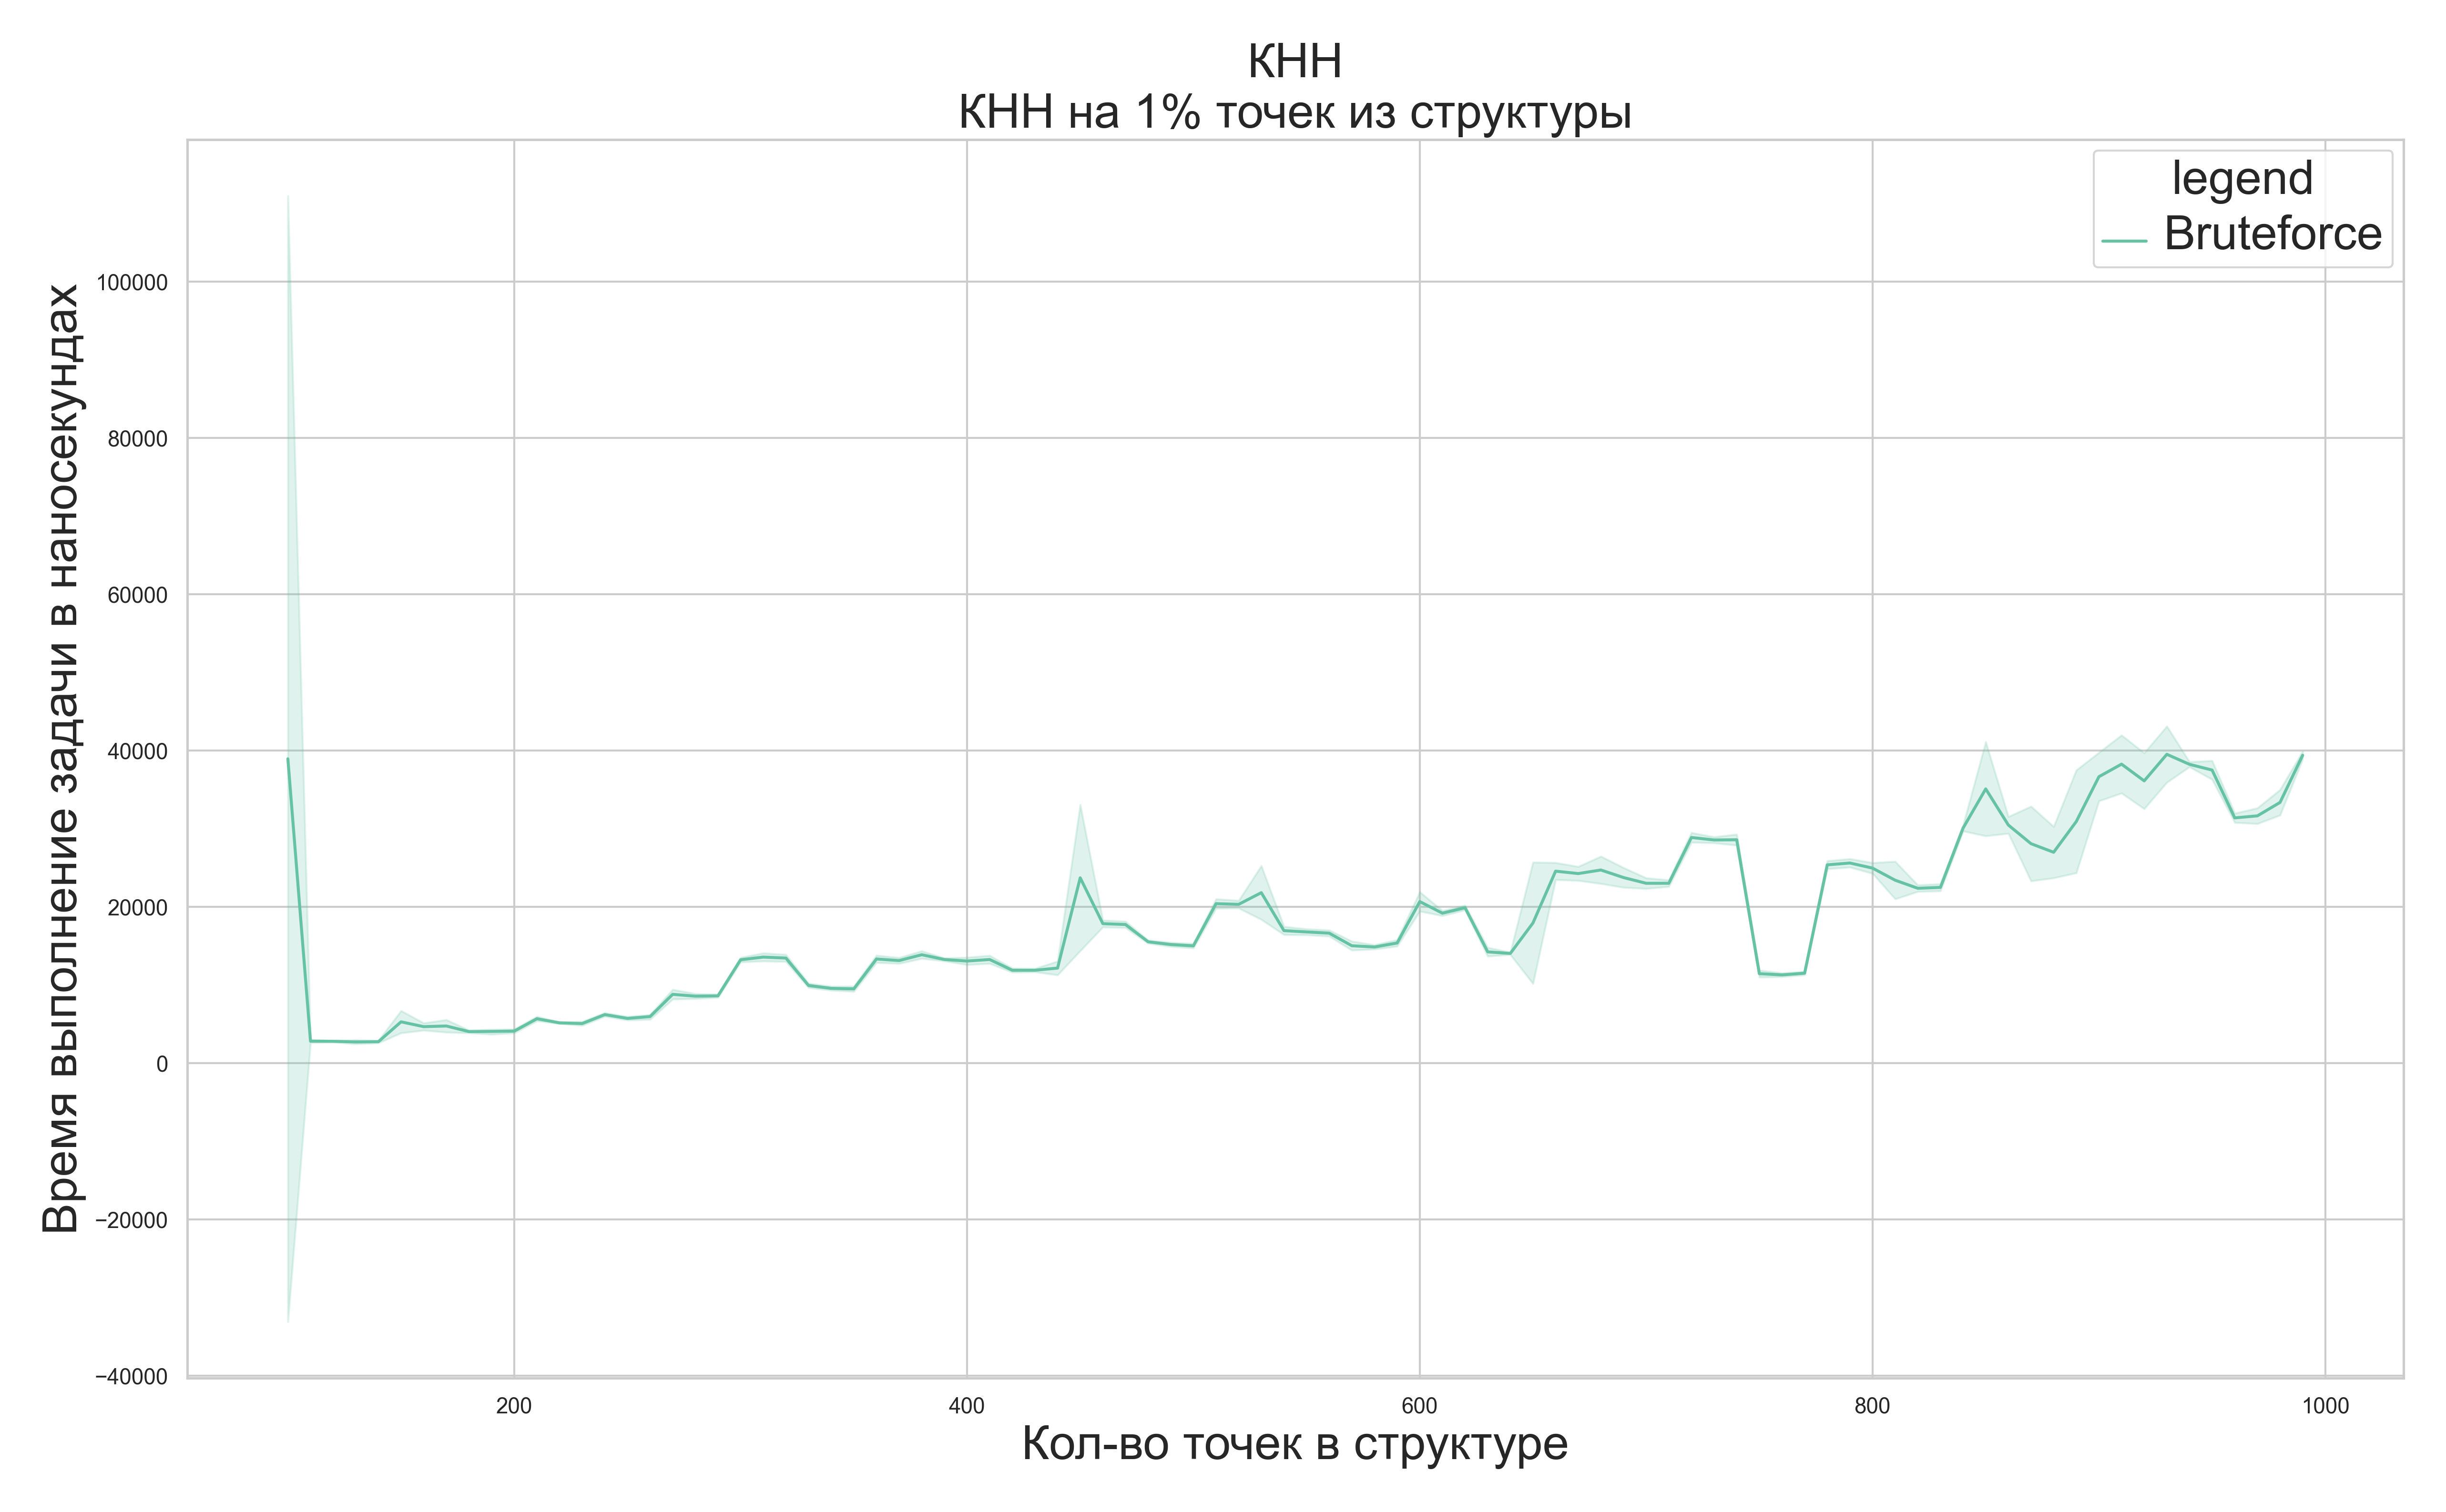 КНН
КНН на 1% точек из структуры
legend
Bruteforce
Время выполнение задачи в наносекундах
100000
80000
60000
40000
20000
0
−20000
−40000
200
400
600
800
1000
Кол-во точек в структуре